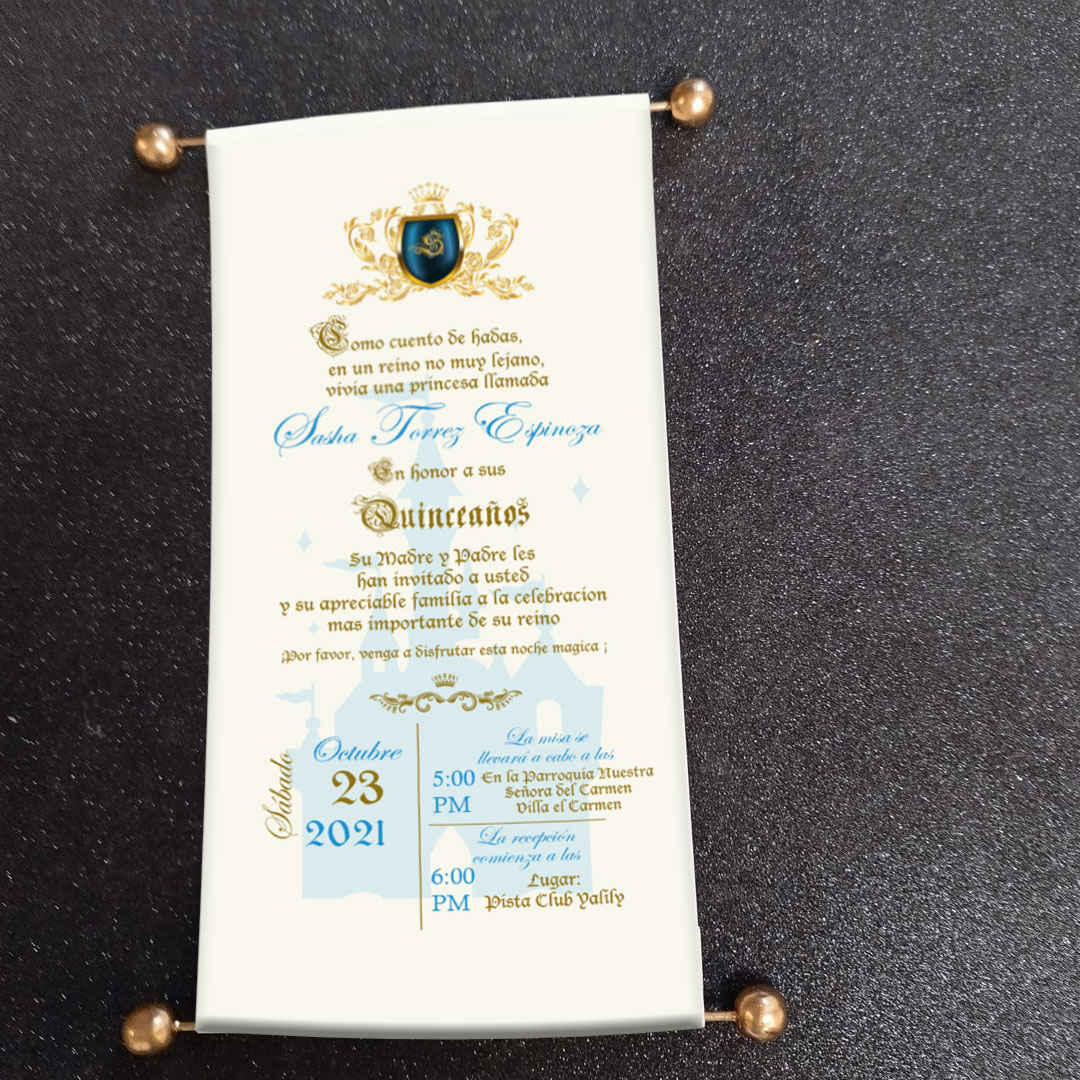 S
Como cuento de hadas,
en un reino no muy lejano,
vivía una princesa llamada
Sasha Torrez Espinoza
En honor a sus
Quinceaños
Su Madre y Padre les
han invitado a usted
y su apreciable familia a la celebracion
mas importante de su reino
¡Por favor, venga a disfrutar esta noche magica ¡
Sábado
Octubre
23
2021
La misa se
llevará a cabo a las
5:00 PM
En la Parroquia Nuestra
Señora del Carmen
Villa el Carmen
La recepción
comienza a las
6:00 PM
Lugar:
Pista Club Yalily